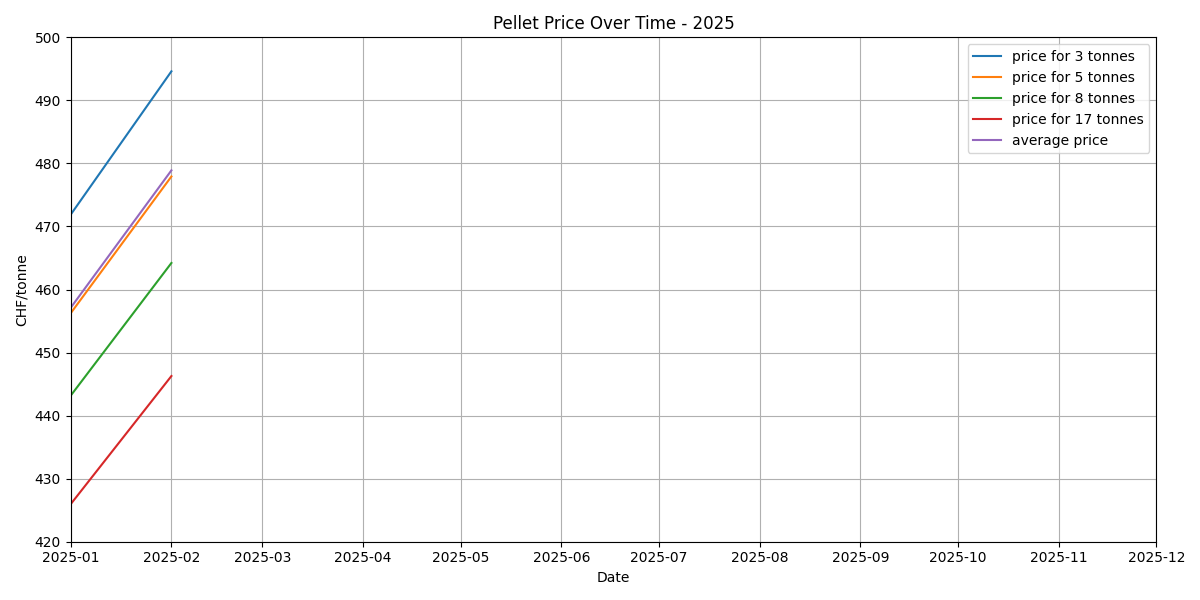 Pellet Price Over Time - 2025
500
490
480
470
460
450
440
430
420
CHF/tonne
price for 3 tonnes
price for 5 tonnes
price for 8 tonnes
price for 17 tonnes
average price
2025-01 2025-02 2025-03 2025-04 2025-05 2025-06 2025-07 2025-08 2025-09 2025-10 2025-11 2025-12
Date